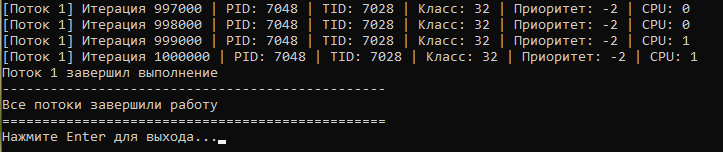 [Поток 1] Итерация 997000 | PID: 7048 | TID: 7028 | Класс: 32 | Приоритет: -2 | CPU: 0
[Поток 1] Итерация 998000 | PID: 7048 | TID: 7028 | Класс: 32 | Приоритет: -2 | CPU: 0
[Поток 1] Итерация 999000 | PID: 7048 | TID: 7028 | Класс: 32 | Приоритет: -2 | CPU: 1
[Поток 1] Итерация 1000000 | PID: 7048 | TID: 7028 | Класс: 32 | Приоритет: -2 | CPU: 1
Поток 1 завершил выполнение
------------------------------------------------
Все потоки завершили работу
================================================
Нажмите Enter для выхода...